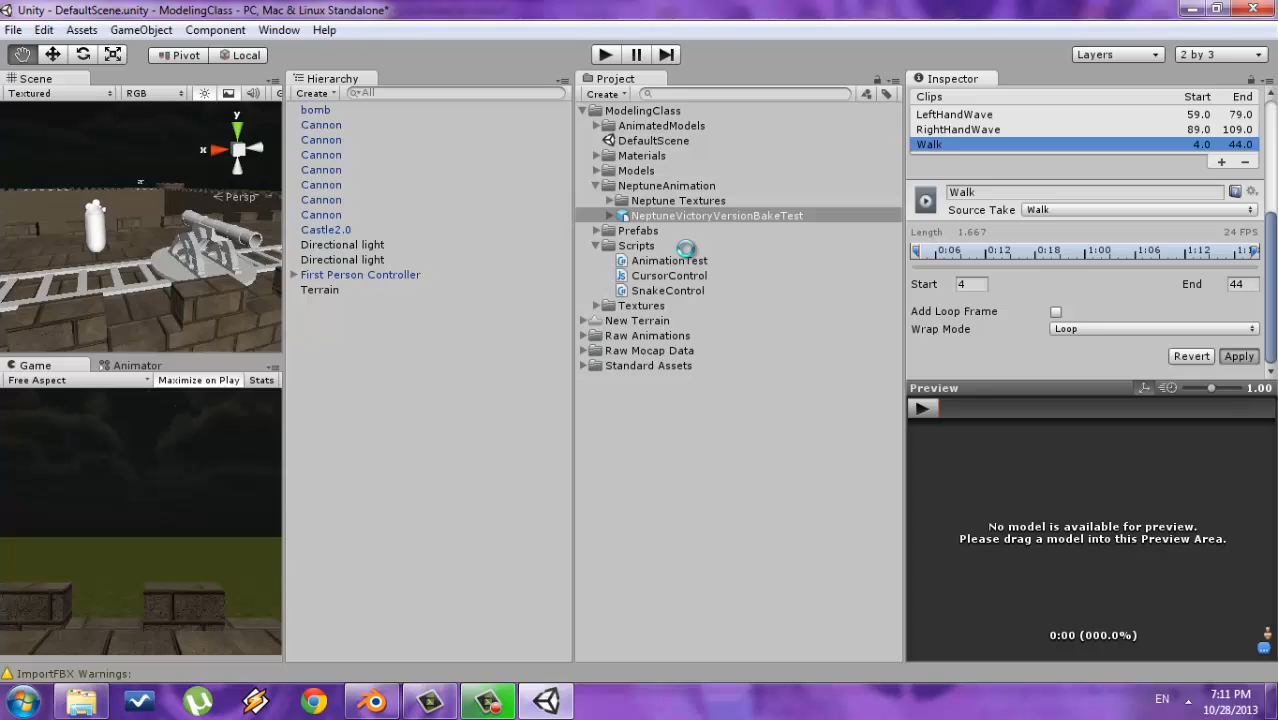 Unity - DefaultScene.unity - ModelingClass - PC, Mac & Linux Standalone*
File Edit Assets GameObject Component Window Help
Pivot Local Layers 2 by 3
Scene
Textured RGB
y
x
Persp
Game Animator
Free Aspect Maximize on Play Stats
Hierarchy
Create All
bomb
Cannon
Cannon
Cannon
Cannon
Cannon
Cannon
Cannon
Castle2.0
Directional light
Directional light
First Person Controller
Terrain
Project
Create
ModelingClass
AnimatedModels
DefaultScene
Materials
Models
NeptuneAnimation
Neptune Textures
NeptuneVictoryVersionBakeTest
Prefabs
Scripts
AnimationTest
CursorControl
SnakeControl
Textures
New Terrain
Raw Animations
Raw Mocap Data
Standard Assets
Inspector
Clips Start End
LeftHandWave 59.0 79.0
RightHandWave 89.0 109.0
Walk 4.0 44.0
+ −
Walk
Source Take Walk
Length 1.667 24 FPS
0:06 0:12 0:18 1:00 1:06 1:12
Start 4 End 44
Add Loop Frame
Wrap Mode Loop
Revert Apply
Preview 1.00
No model is available for preview.
Please drag a model into this Preview Area.
0:00 (000.0%)
ImportFBX Warnings:
EN 7:11 PM
10/28/2013